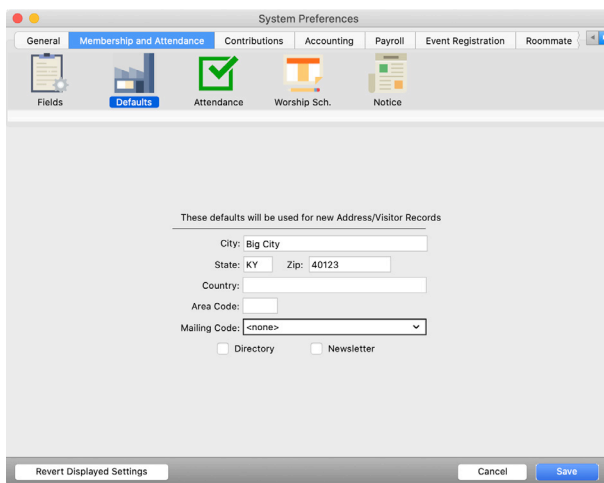 System Preferences
General Membership and Attendance Contributions Accounting Payroll Event Registration Roommate
Fields Defaults Attendance Worship Sch. Notice
These defaults will be used for new Address/Visitor Records
City: Big City
State: KY Zip: 40123
Country:
Area Code:
Mailing Code: <none>
Directory Newsletter
Revert Displayed Settings Cancel Save